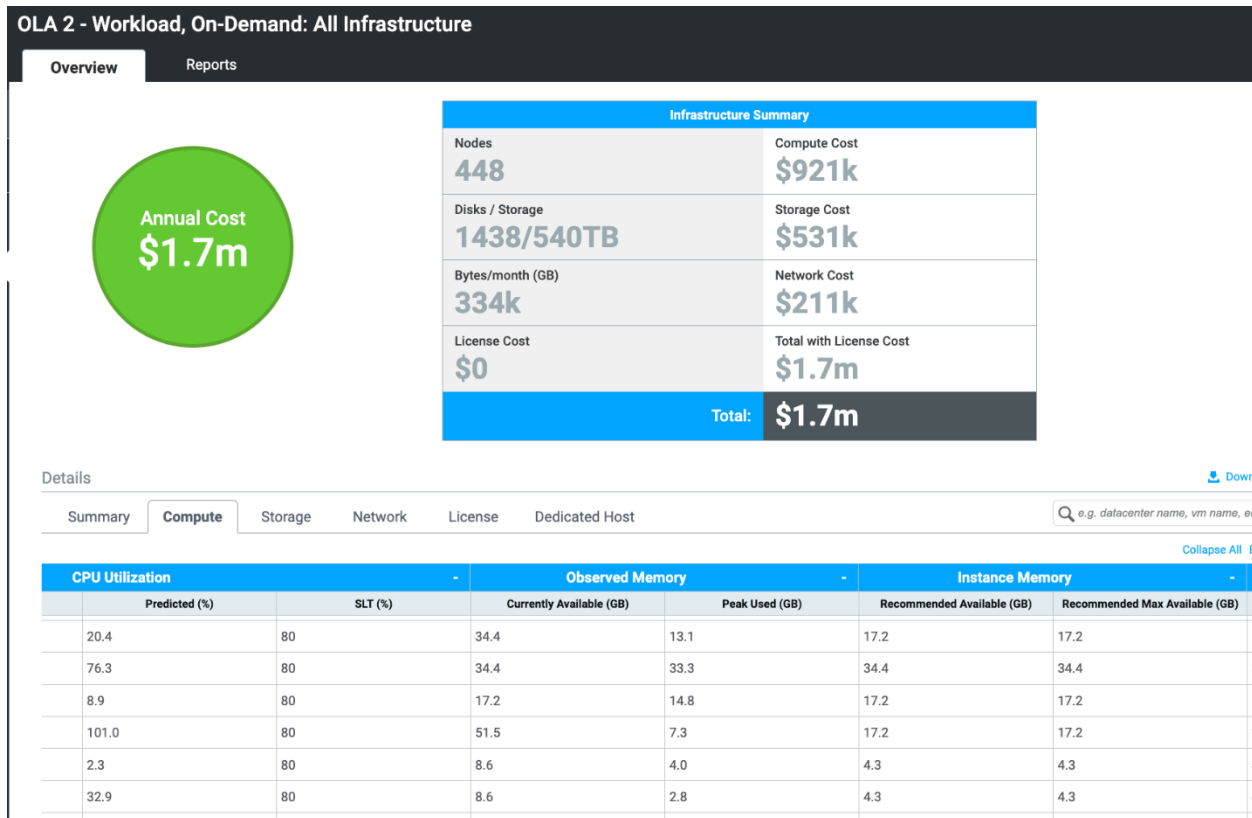 OLA 2 - Workload, On-Demand: All Infrastructure
Overview Reports
Annual Cost
$1.7m
Infrastructure Summary
Nodes Compute Cost
448 $921k
Disks / Storage Storage Cost
1438/540TB $531k
Bytes/month (GB) Network Cost
334k $211k
License Cost Total with License Cost
$0 $1.7m
Total: $1.7m
Details Down
Summary Compute Storage Network License Dedicated Host e.g. datacenter name, vm name,
Collapse All
CPU Utilization - Observed Memory - Instance Memory -
Predicted (%) SLT (%) Currently Available (GB) Peak Used (GB) Recommended Available (GB) Recommended Max Available (GB)
20.4 80 34.4 13.1 17.2 17.2
76.3 80 34.4 33.3 34.4 34.4
8.9 80 17.2 14.8 17.2 17.2
101.0 80 51.5 7.3 17.2 17.2
2.3 80 8.6 4.0 4.3 4.3
32.9 80 8.6 2.8 4.3 4.3